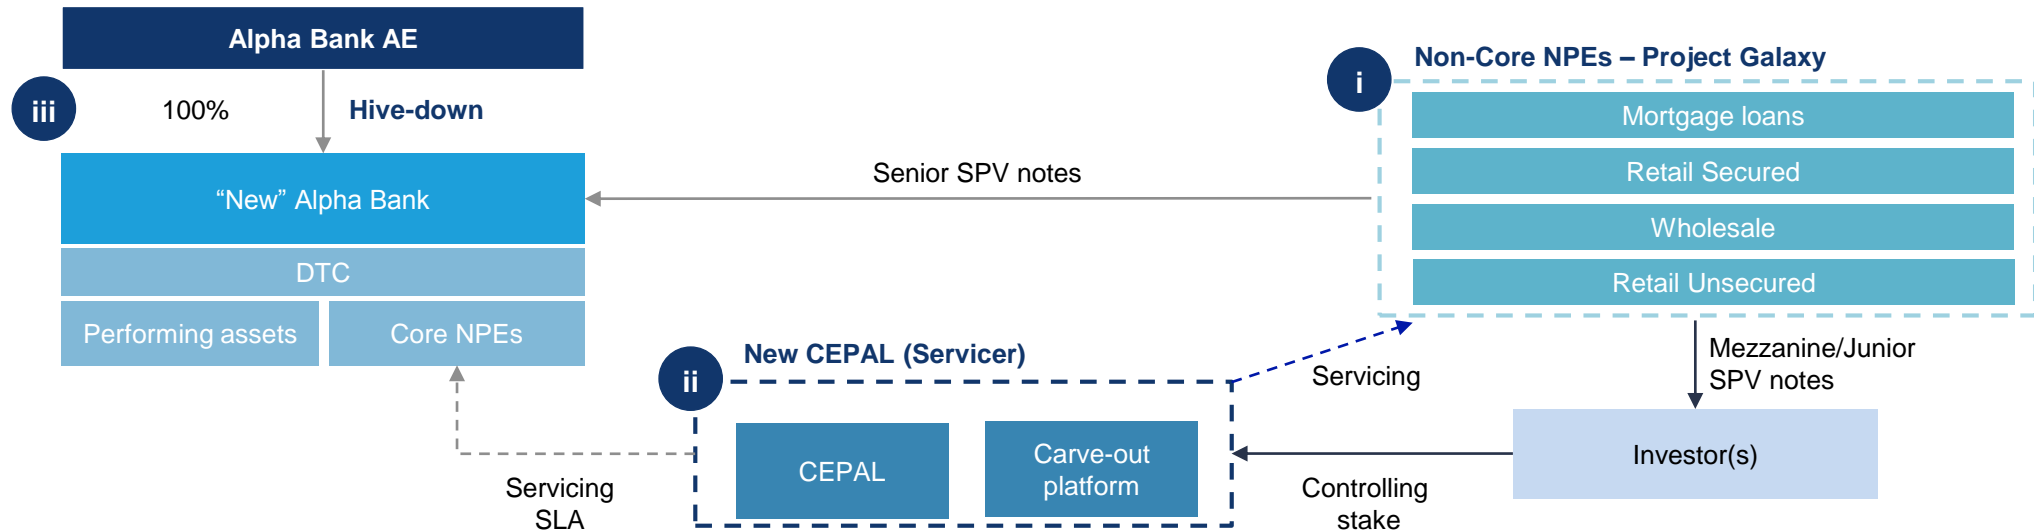 Alpha Bank AE
iii
100%
Hive-down
“New” Alpha Bank
DTC
Performing assets
Core NPEs
Senior SPV notes
i
Non-Core NPEs – Project Galaxy
Mortgage loans
Retail Secured
Wholesale
Retail Unsecured
ii
New CEPAL (Servicer)
CEPAL
Carve-out
platform
Servicing
SLA
Servicing
Mezzanine/Junior
SPV notes
Investor(s)
Controlling
stake